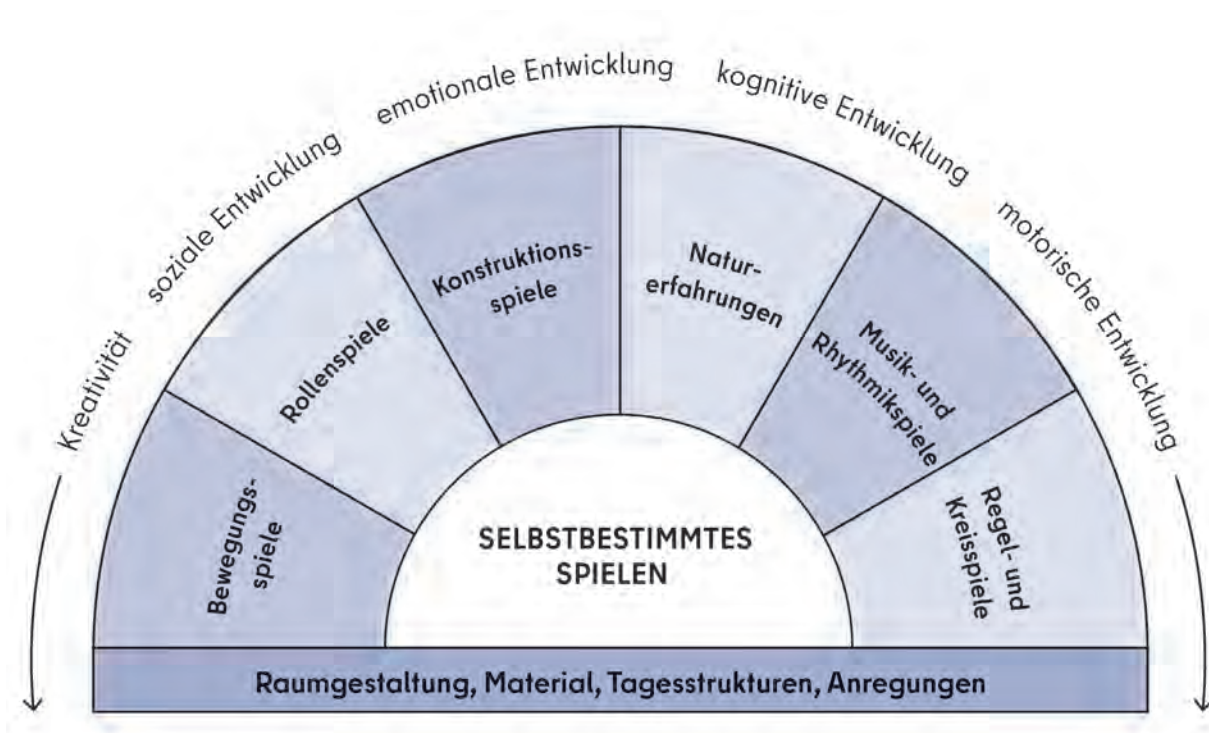 Kreativität
soziale Entwicklung
emotionale Entwicklung
kognitive Entwicklung
motorische Entwicklung
Bewegungs-
spiele
Rollenspiele
Konstruktions-
spiele
Natur-
erfahrungen
Musik- und
Rhythmikspiele
Regel- und
Kreisspiele
SELBSTBESTIMMTES
SPIELEN
Raumgestaltung, Material, Tagesstrukturen, Anregungen